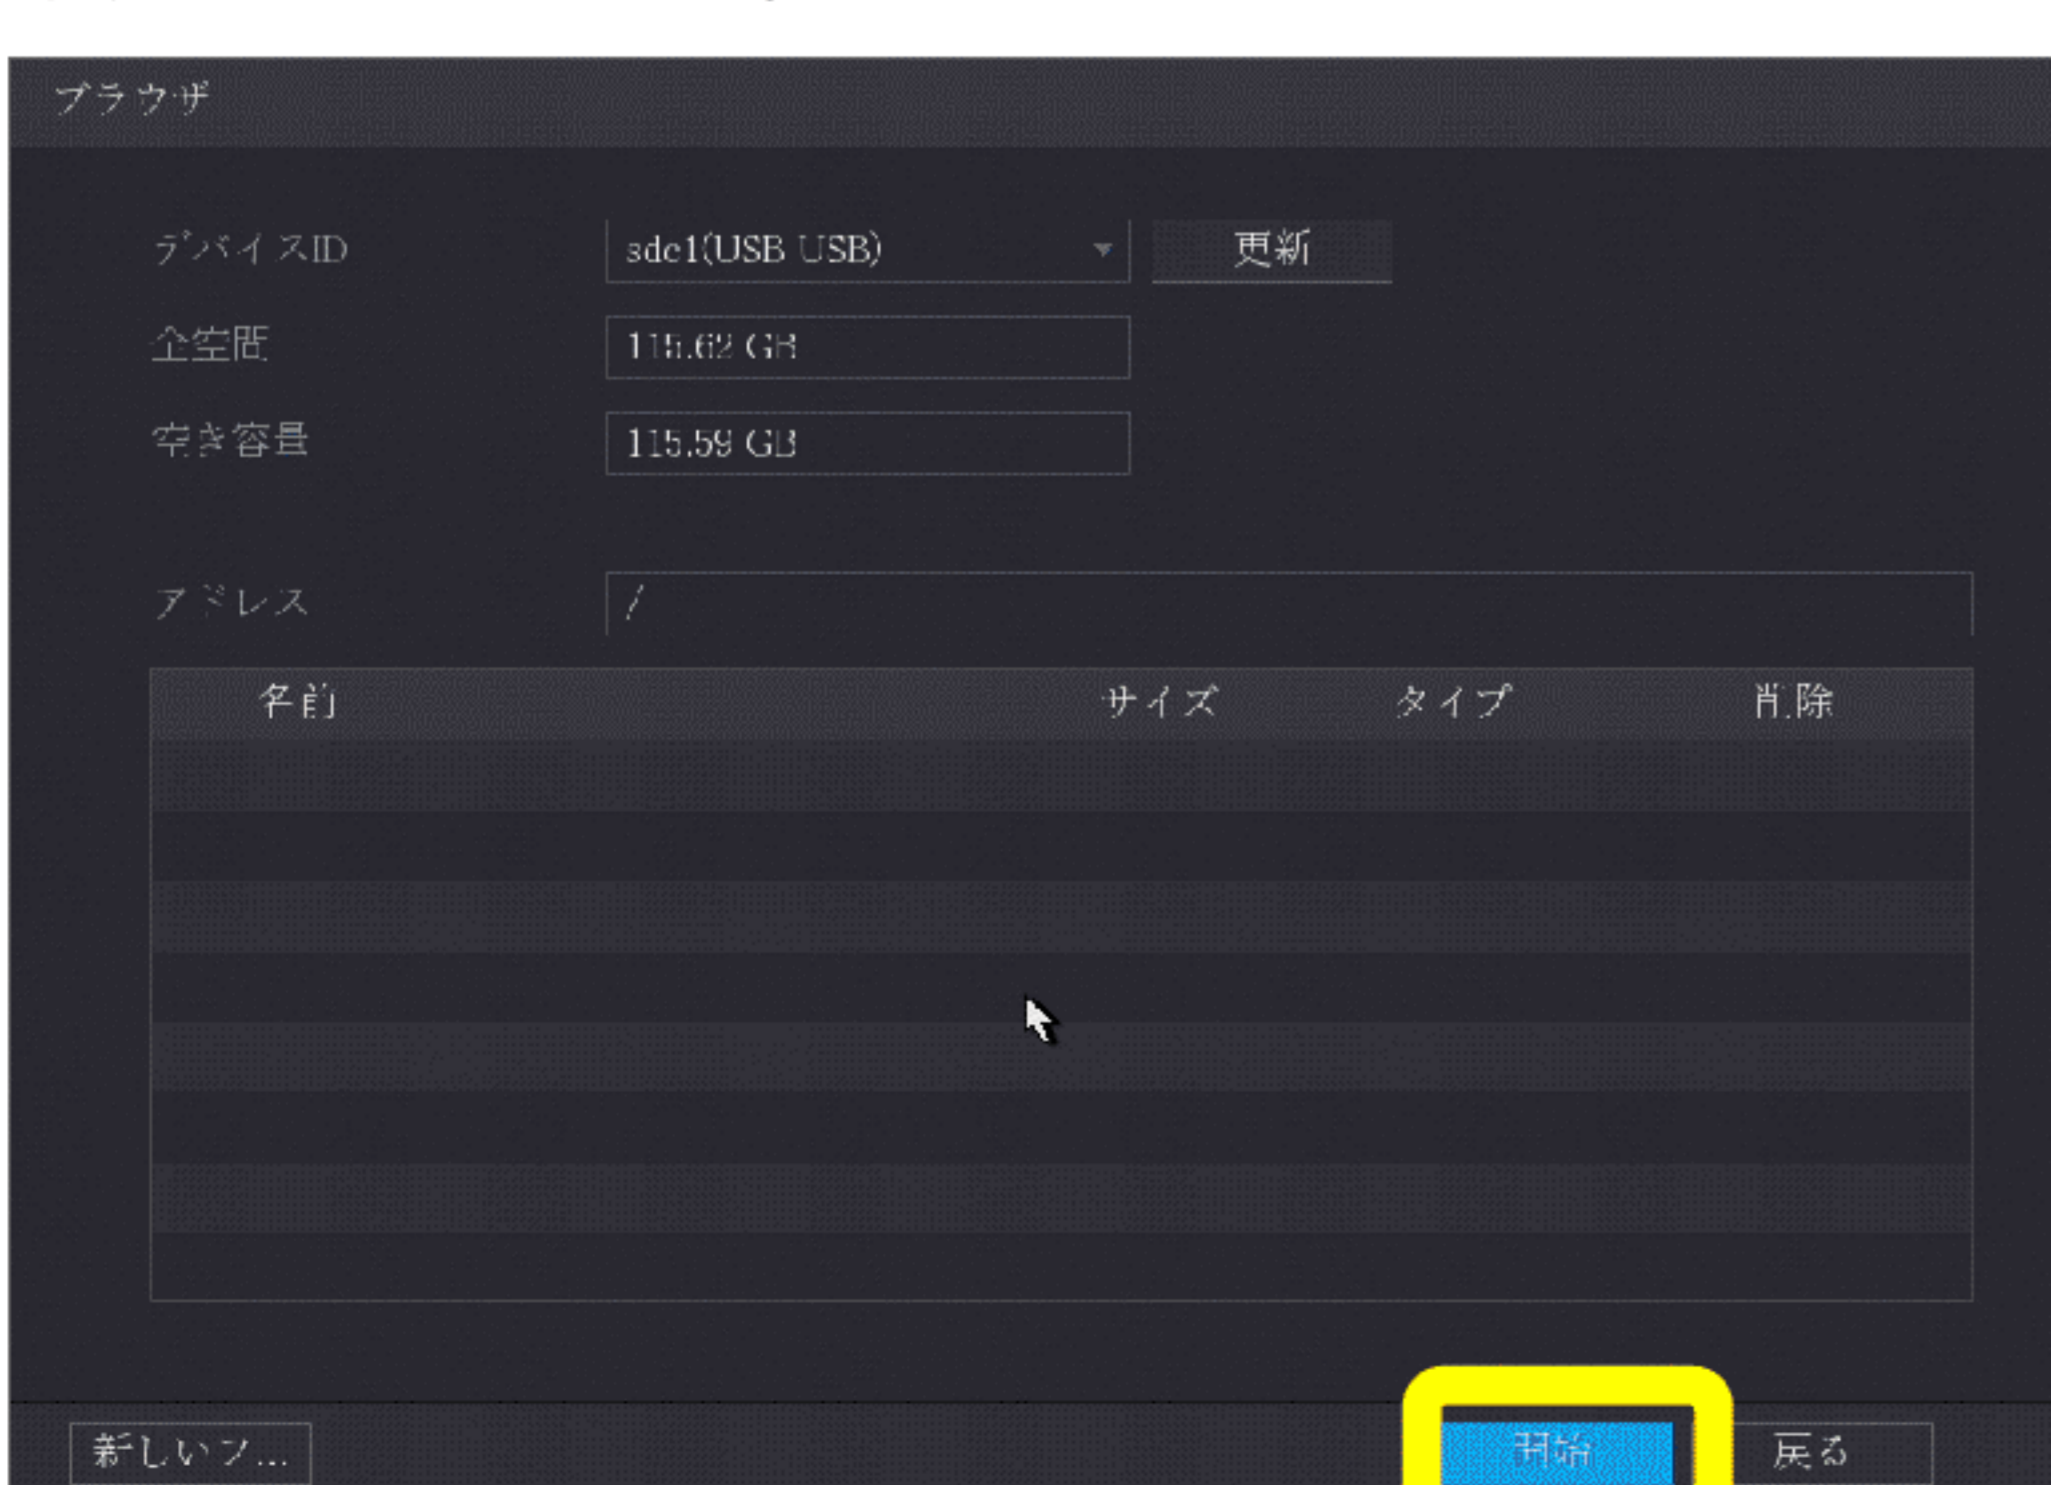 ブラウザ
デバイスID
sdc1(USB USB)
更新
全空間
115.62 GB
空き容量
115.59 GB
アドレス
/
名前 サイズ タイプ 削除
新しいフ...
開始
戻る